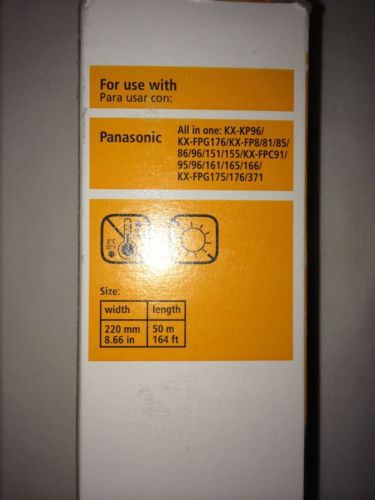 For use with
Para usar con:
Panasonic
All in one: KX-KP96/
KX-FPG176/KX-FP8/81/85/
86/96/151/155/KX-FPC91/
95/96/161/165/166/
KX-FPG175/176/371
Size:
width length
220 mm 50 m
8.66 in 164 ft